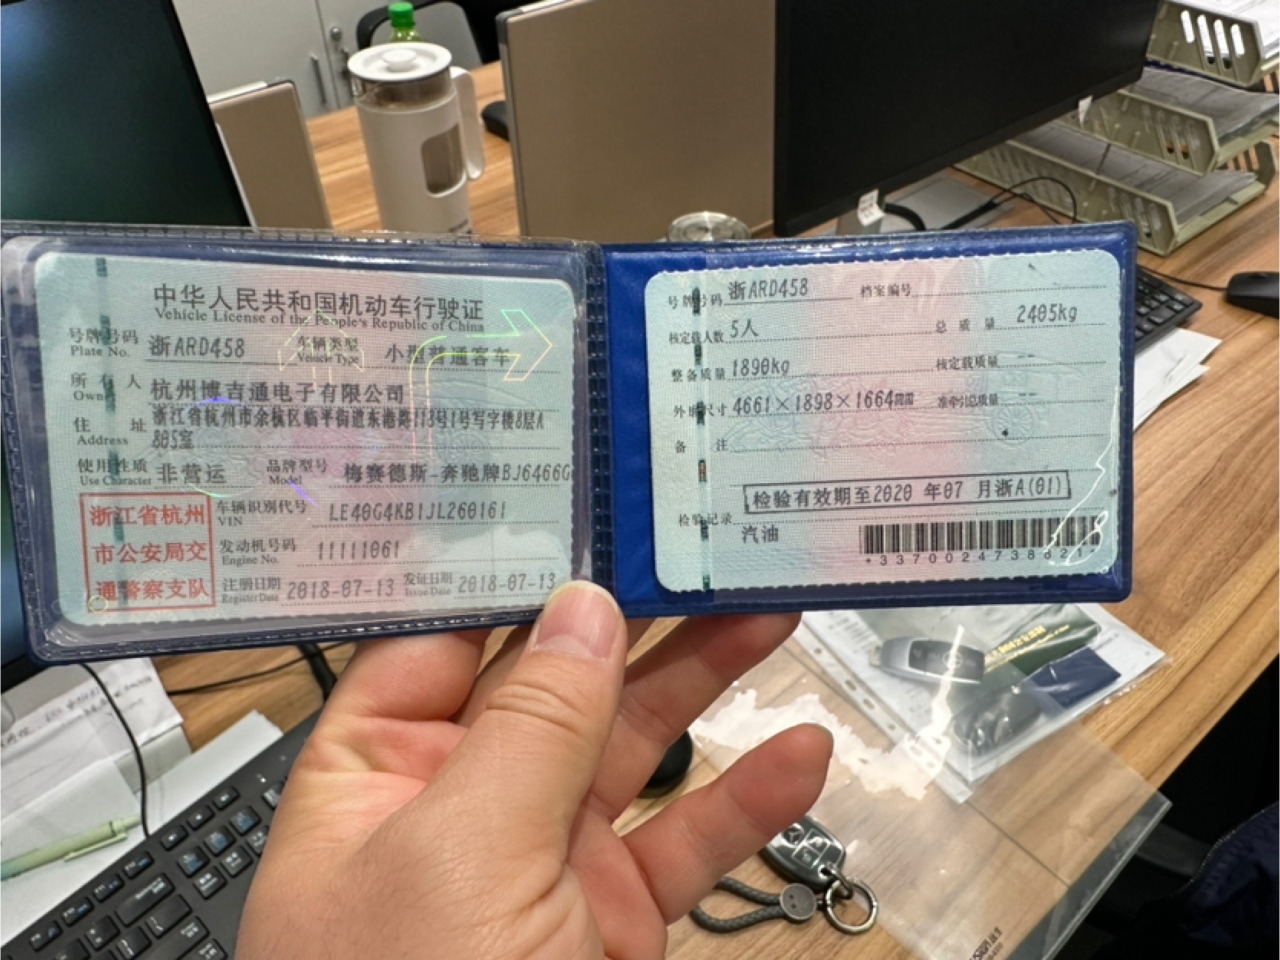 中华人民共和国机动车行驶证
Vehicle License of the People's Republic of China
号牌号码 浙ARD458 车辆类型 小型普通客车
Plate No. Vehicle Type
所有人 杭州博吉通电子有限公司
Owner
住址 浙江省杭州市余杭区临平街道东港路118号1号写字楼8层A
Address 805室
使用性质 非营运 品牌型号 梅赛德斯-奔驰牌BJ6466G
Use Character Model
浙江省杭州
市公安局交
通警察支队
车辆识别代号 LE40G4KB1JL260161
VIN
发动机号码 11111061
Engine No.
注册日期 2018-07-13 发证日期 2018-07-13
Register Date Issue Date
号牌号码 浙ARD458 档案编号
核定载人数 5人 总质量 2405kg
整备质量 1890kg 核定载质量
外廓尺寸 4661×1898×1664mm 准牵引总质量
备注
检验有效期至2020 年07 月浙A(01)
检验记录
汽油
*3370024738821*